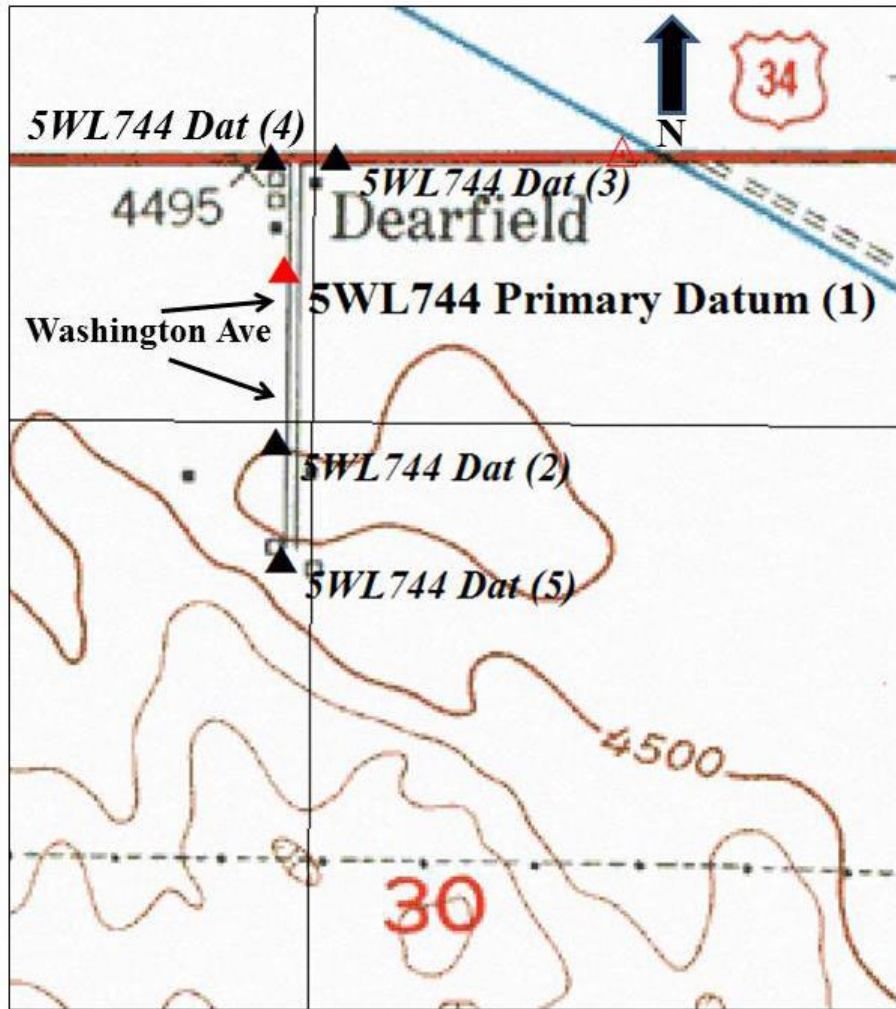 34
5WL744 Dat (4)
N
5WL744 Dat (3)
4495
Dearfield
5WL744 Primary Datum (1)
Washington Ave
5WL744 Dat (2)
5WL744 Dat (5)
4500
30